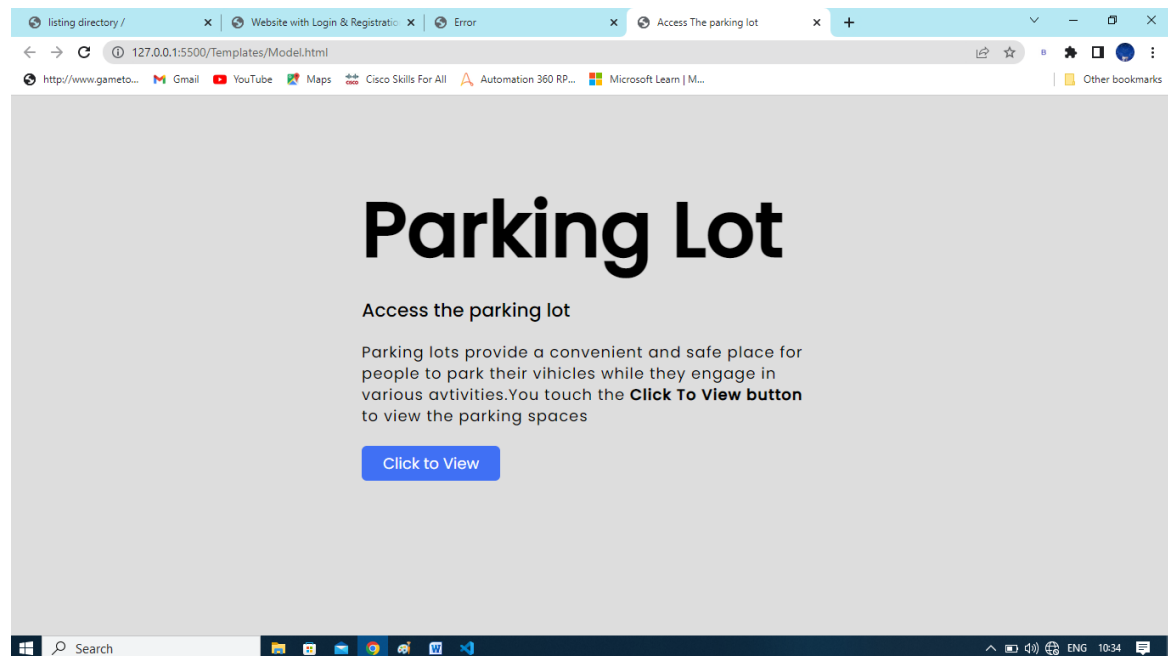 listing directory /
Website with Login & Registratio
Error
Access The parking lot
127.0.0.1:5500/Templates/Model.html
http://www.gameto...
Gmail
YouTube
Maps
Cisco Skills For All
Automation 360 RP...
Microsoft Learn | M...
Other bookmarks
Parking Lot
Access the parking lot
Parking lots provide a convenient and safe place for
people to park their vihicles while they engage in
various avtivities.You touch the Click To View button
to view the parking spaces
Click to View
Search
ENG
10:34